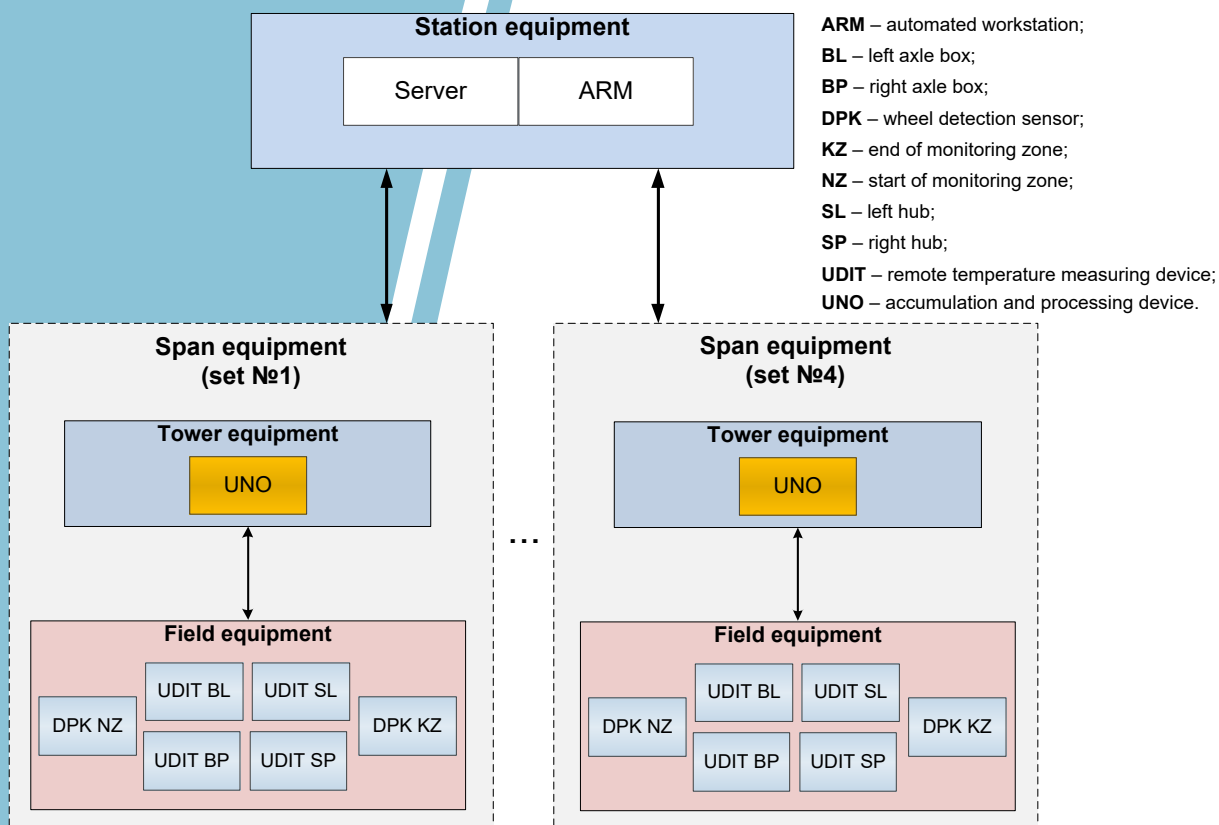 Station equipment
Server
ARM
ARM – automated workstation;
BL – left axle box;
BP – right axle box;
DPK – wheel detection sensor;
KZ – end of monitoring zone;
NZ – start of monitoring zone;
SL – left hub;
SP – right hub;
UDIT – remote temperature measuring device;
UNO – accumulation and processing device.
Span equipment
(set №1)
Tower equipment
UNO
Field equipment
DPK NZ
UDIT BL
UDIT SL
UDIT BP
UDIT SP
DPK KZ
...
Span equipment
(set №4)
Tower equipment
UNO
Field equipment
DPK NZ
UDIT BL
UDIT SL
UDIT BP
UDIT SP
DPK KZ